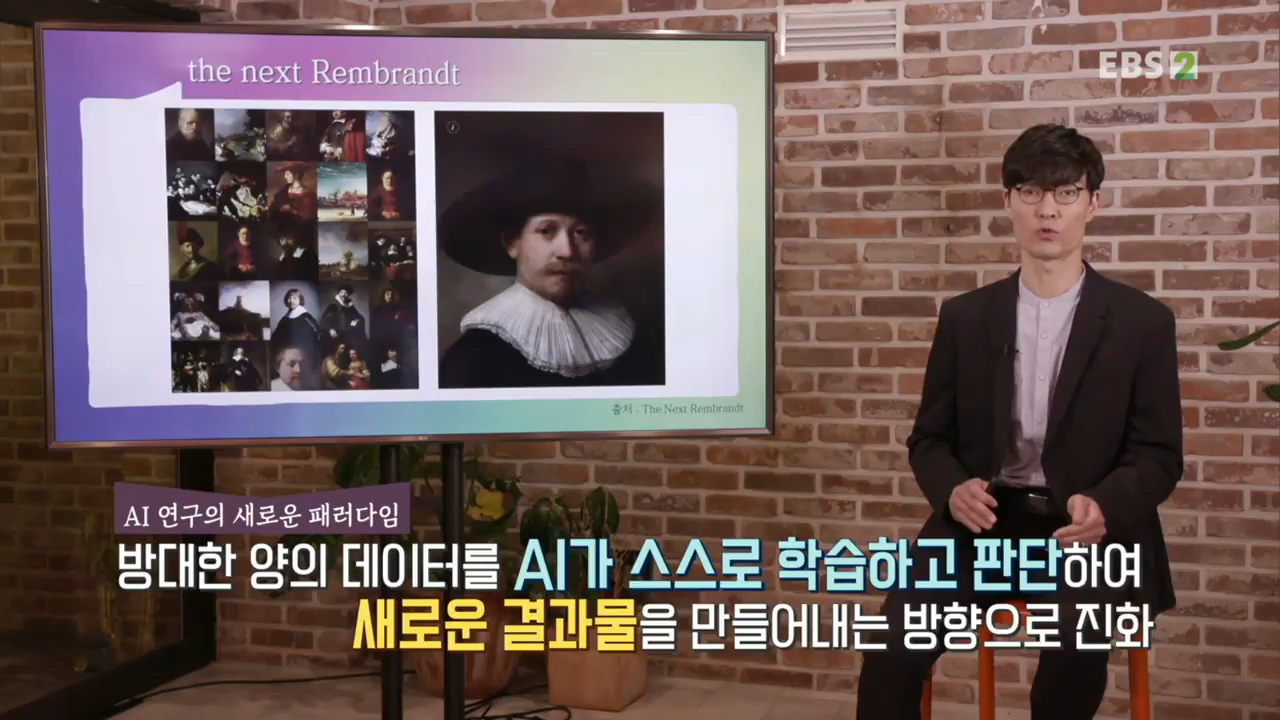 the next Rembrandt
EBS 2
출처 : The Next Rembrandt
AI 연구의 새로운 패러다임
방대한 양의 데이터를 AI가 스스로 학습하고 판단하여
새로운 결과물을 만들어내는 방향으로 진화